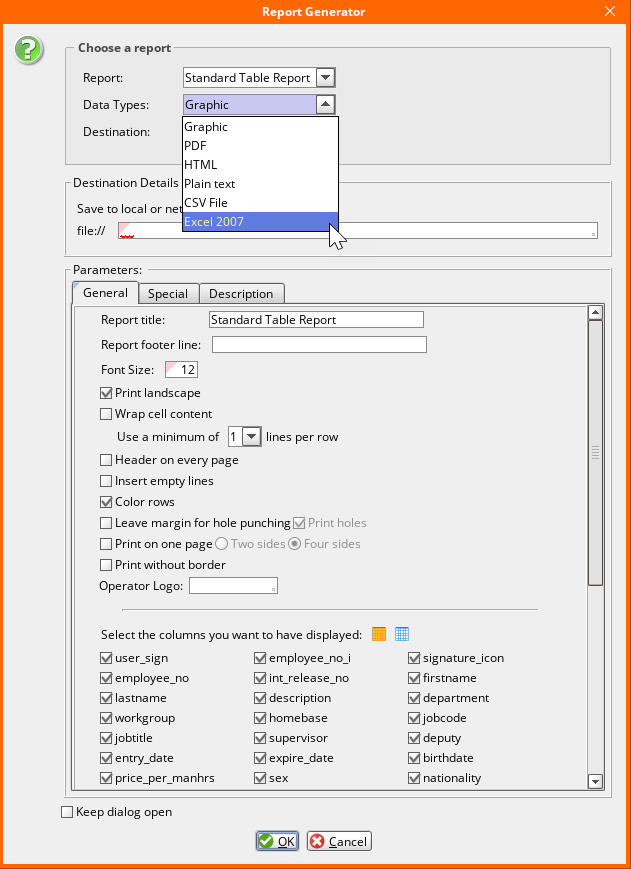 Report Generator
Choose a report
Report: Standard Table Report
Data Types: Graphic
Destination:
Graphic
PDF
HTML
Plain text
CSV File
Excel 2007
Destination Details
Save to local or net
file://
Parameters:
General Special Description
Report title: Standard Table Report
Report footer line:
Font Size: 12
Print landscape
Wrap cell content
Use a minimum of 1 lines per row
Header on every page
Insert empty lines
Color rows
Leave margin for hole punching Print holes
Print on one page Two sides Four sides
Print without border
Operator Logo:
Select the columns you want to have displayed:
user_sign employee_no_i signature_icon
employee_no int_release_no firstname
lastname description department
workgroup homebase jobcode
jobtitle supervisor deputy
entry_date expire_date birthdate
price_per_manhrs sex nationality
Keep dialog open
OK Cancel